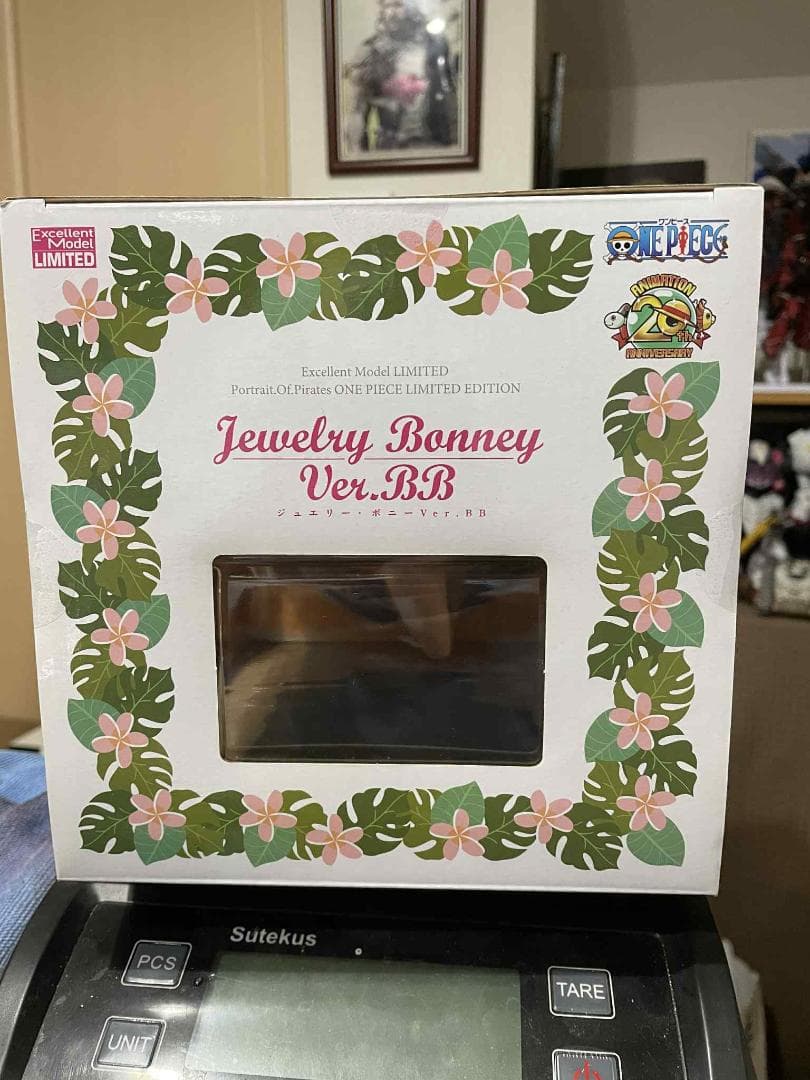 Excellent
Model
LIMITED
ワンピース
ONE PIECE
ANIMATION
20th
ANNIVERSARY
Excellent Model LIMITED
Portrait.Of.Pirates ONE PIECE LIMITED EDITION
Jewelry Bonney
Ver.BB
ジュエリー・ボニーVer.BB
Sutekus
PCS
TARE
UNIT